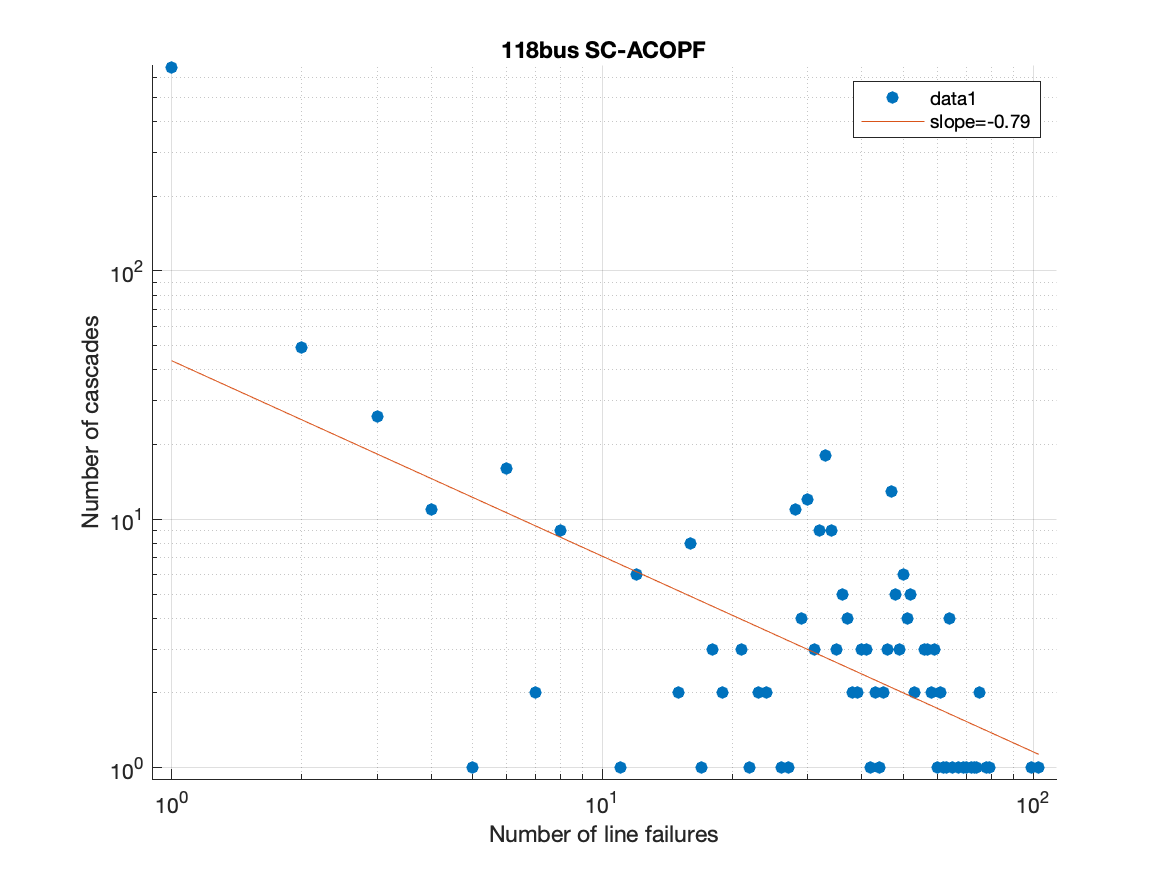 118bus SC-ACOPF
data1
slope=-0.79
Number of cascades
10^2
10^1
10^0
10^0 10^1 10^2
Number of line failures